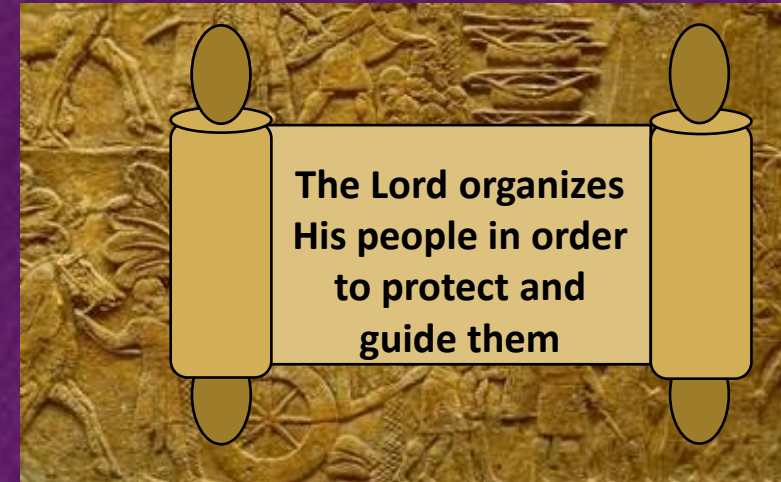 The Lord organizes
His people in order
to protect and
guide them